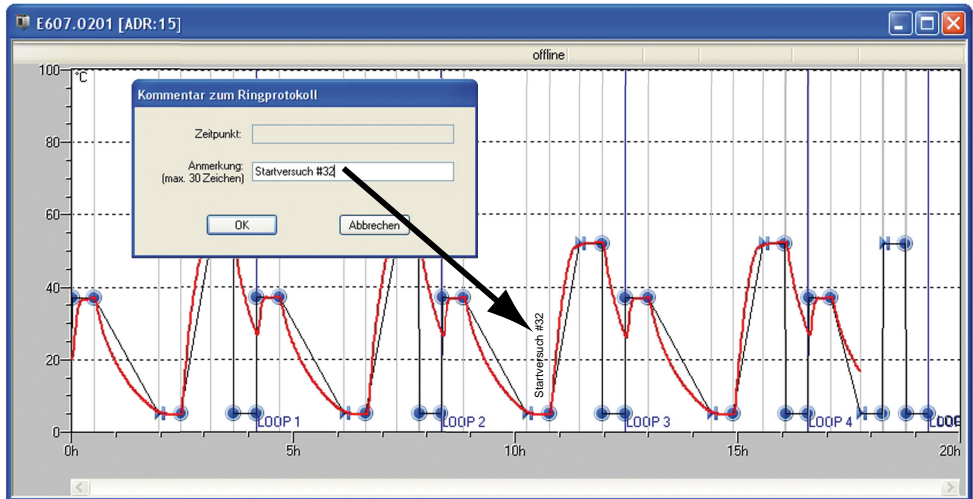 E607.0201 [ADR:15]
offline
100 °C
Kommentar zum Ringprotokoll
Zeitpunkt:
Anmerkung:
(max. 30 Zeichen)
Startversuch #32
OK
Abbrechen
80
60
40
20
0
Startversuch #32
LOOP 1
LOOP 2
LOOP 3
LOOP 4
0h
5h
10h
15h
20h